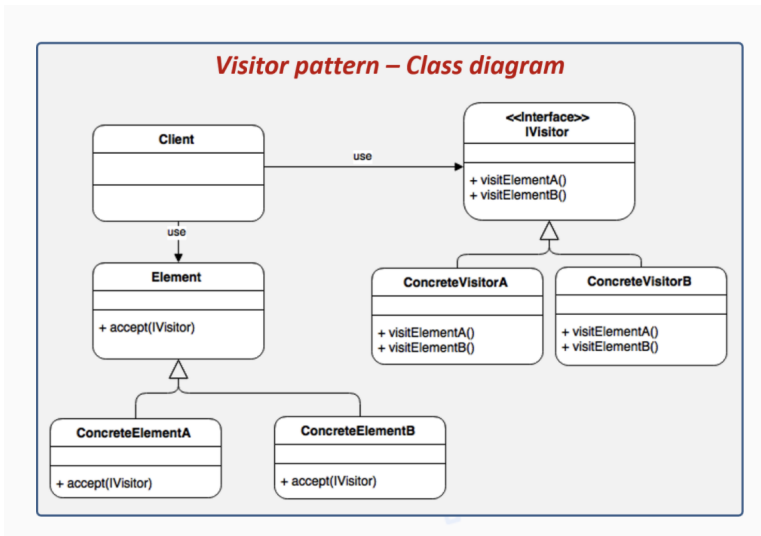 Visitor pattern – Class diagram
Client
use
<<Interface>>
IVisitor
+ visitElementA()
+ visitElementB()
use
Element
+ accept(IVisitor)
ConcreteVisitorA
+ visitElementA()
+ visitElementB()
ConcreteVisitorB
+ visitElementA()
+ visitElementB()
ConcreteElementA
+ accept(IVisitor)
ConcreteElementB
+ accept(IVisitor)